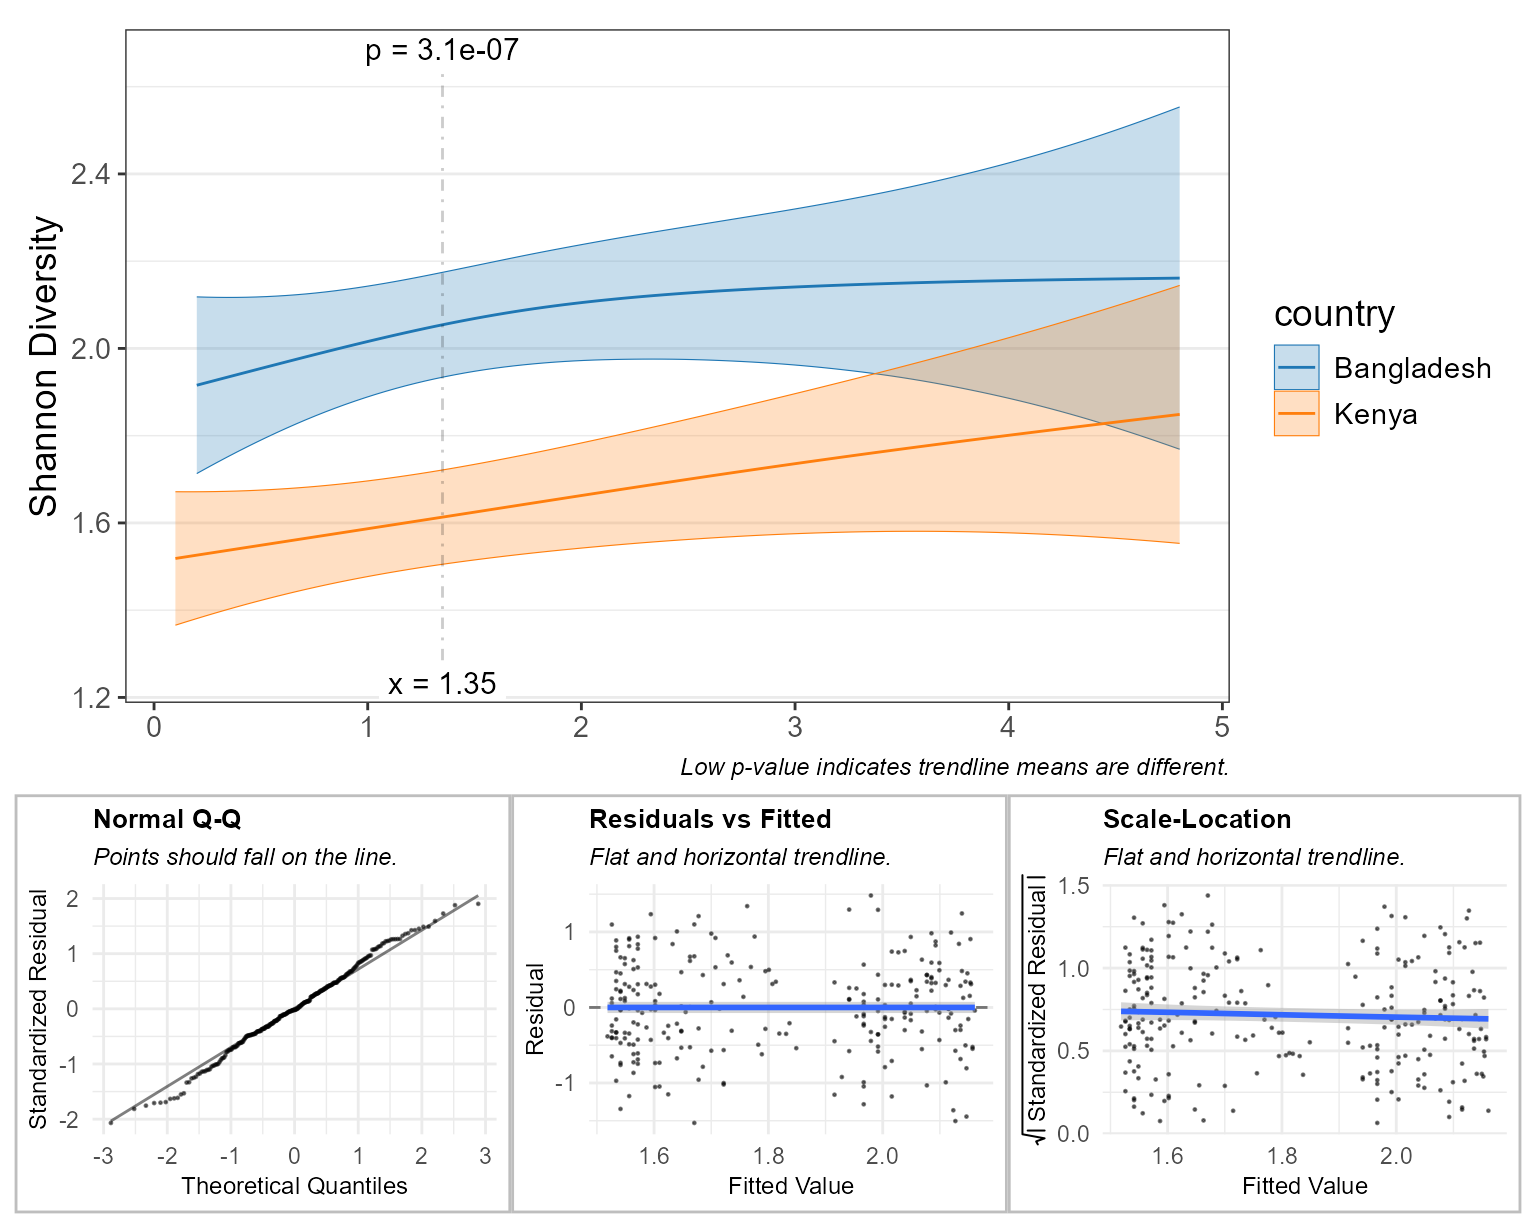 p = 3.1e-07
2.4
2.0
1.6
1.2
Shannon Diversity
x = 1.35
0 1 2 3 4 5
country
Bangladesh
Kenya
Low p-value indicates trendline means are different.
Normal Q-Q
Points should fall on the line.
Standardized Residual
2
1
0
-1
-2
-3 -2 -1 0 1 2 3
Theoretical Quantiles
Residuals vs Fitted
Flat and horizontal trendline.
Residual
1
0
-1
1.6 1.8 2.0
Fitted Value
Scale-Location
Flat and horizontal trendline.
√| Standardized Residual |
1.5
1.0
0.5
0.0
1.6 1.8 2.0
Fitted Value